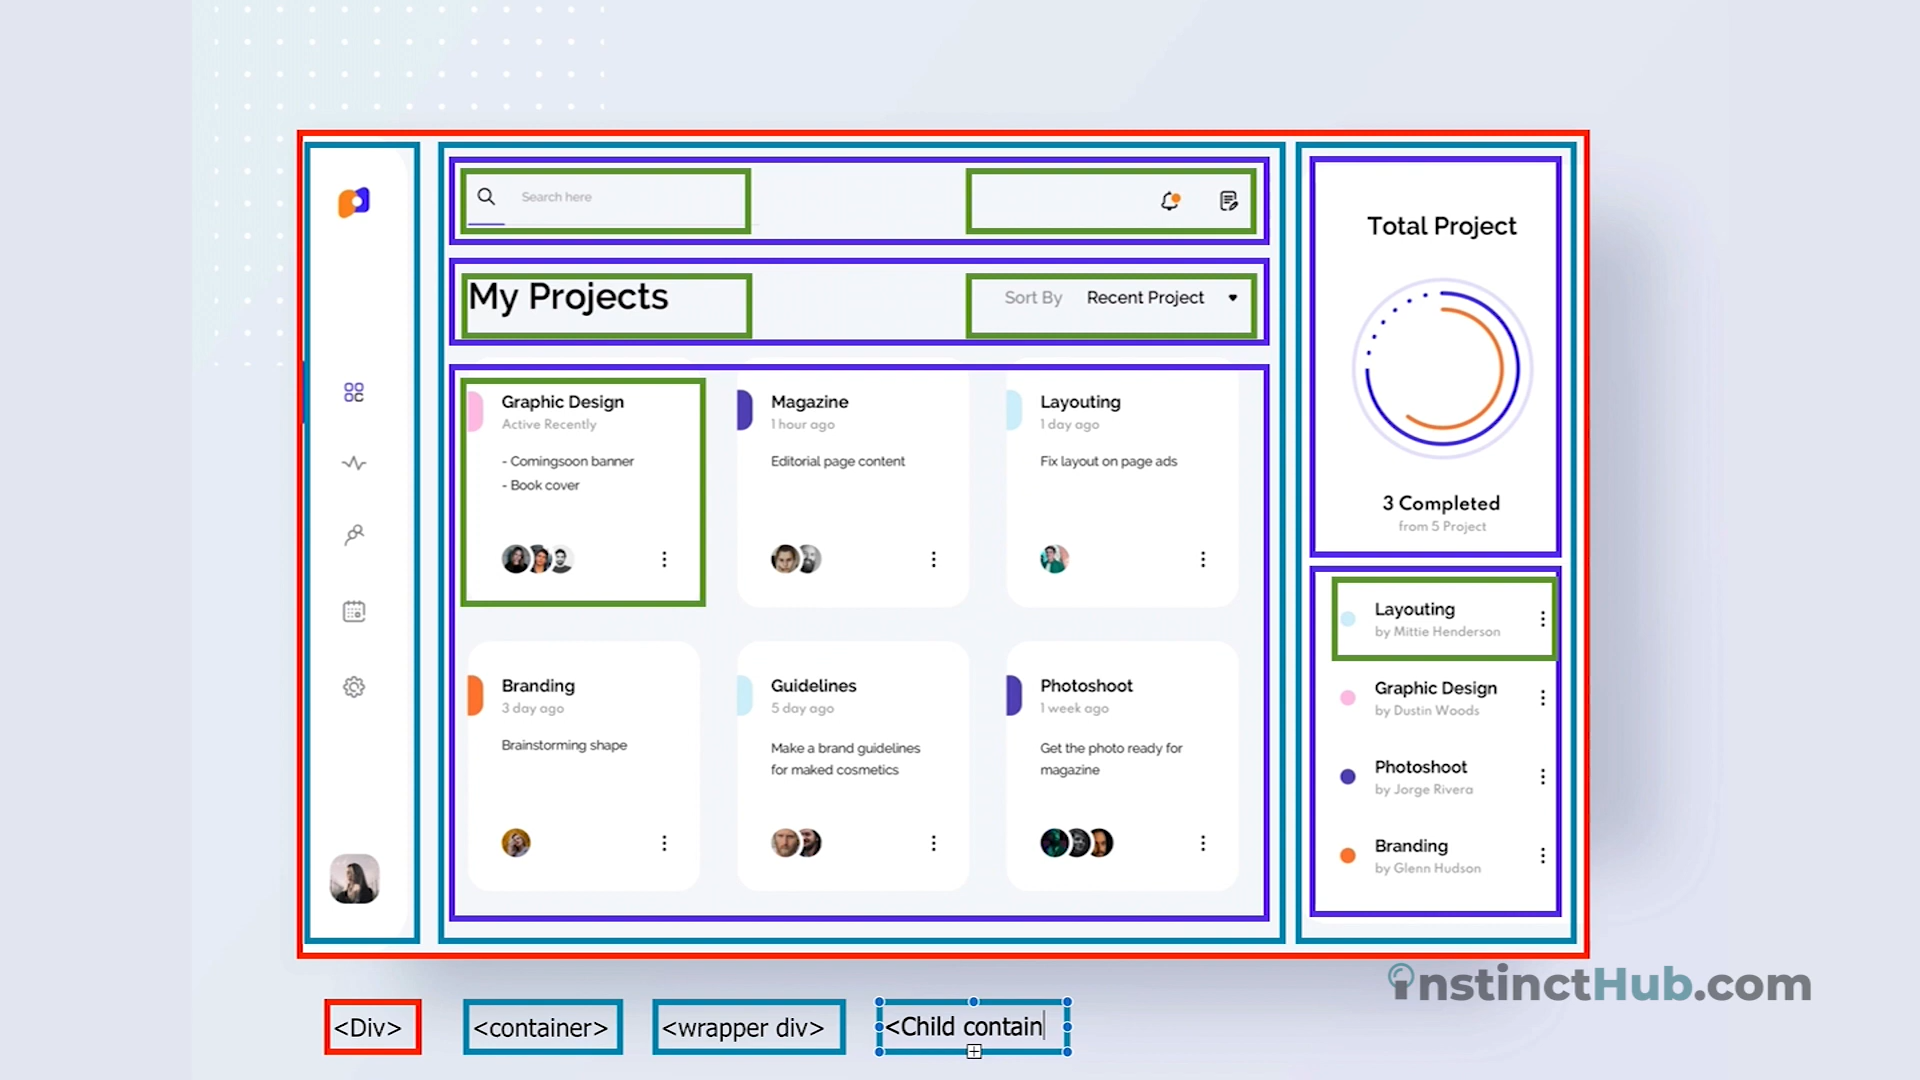 Search here
My Projects
Sort By Recent Project
Graphic Design
Active Recently
- Comingsoon banner
- Book cover
Magazine
1 hour ago
Editorial page content
Layouting
1 day ago
Fix layout on page ads
Branding
3 day ago
Brainstorming shape
Guidelines
5 day ago
Make a brand guidelines
for maked cosmetics
Photoshoot
1 week ago
Get the photo ready for
magazine
Total Project
3 Completed
from 5 Project
Layouting
by Mittie Henderson
Graphic Design
by Dustin Woods
Photoshoot
by Jorge Rivera
Branding
by Glenn Hudson
instinctHub.com
<Div>
<container>
<wrapper div>
<Child contain